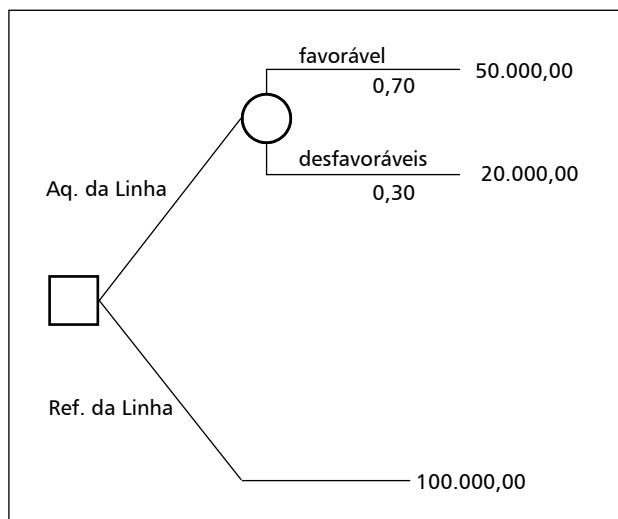 favorável
0,70
50.000,00
desfavoráveis
0,30
20.000,00
Aq. da Linha
Ref. da Linha
100.000,00